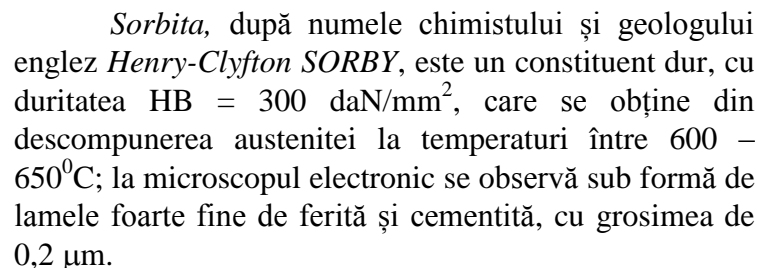 Sorbita, după numele chimistului și geologului
englez Henry-Clyfton SORBY, este un constituent dur, cu
duritatea HB = 300 daN/mm², care se obține din
descompunerea austenitei la temperaturi între 600 –
650⁰C; la microscopul electronic se observă sub formă de
lamele foarte fine de ferită și cementită, cu grosimea de
0,2 μm.